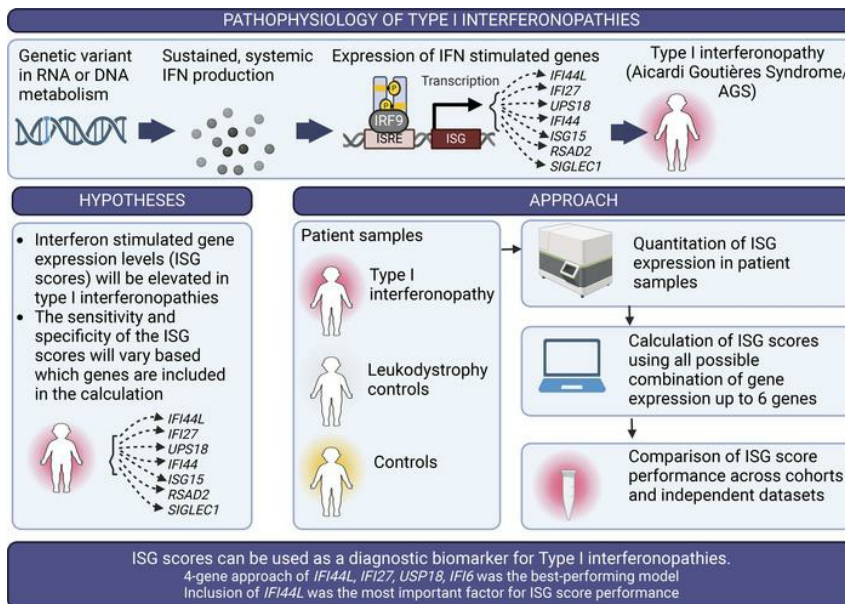 PATHOPHYSIOLOGY OF TYPE I INTERFERONOPATHIES
Genetic variant
in RNA or DNA
metabolism
Sustained, systemic
IFN production
Expression of IFN stimulated genes
Transcription
P
P
IRF9
ISRE
ISG
IFI44L
IFI27
UPS18
IFI44
ISG15
RSAD2
SIGLEC1
Type I interferonopathy
(Aicardi Goutières Syndrome/
AGS)
HYPOTHESES
• Interferon stimulated gene
expression levels (ISG
scores) will be elevated in
type I interferonopathies
• The sensitivity and
specificity of the ISG
scores will vary based
which genes are included
in the calculation
IFI44L
IFI27
UPS18
IFI44
ISG15
RSAD2
SIGLEC1
APPROACH
Patient samples
Type I
interferonopathy
Leukodystrophy
controls
Controls
Quantitation of ISG
expression in patient
samples
Calculation of ISG scores
using all possible
combination of gene
expression up to 6 genes
Comparison of ISG score
performance across cohorts
and independent datasets
ISG scores can be used as a diagnostic biomarker for Type I interferonopathies.
4-gene approach of IFI44L, IFI27, USP18, IFI6 was the best-performing model
Inclusion of IFI44L was the most important factor for ISG score performance